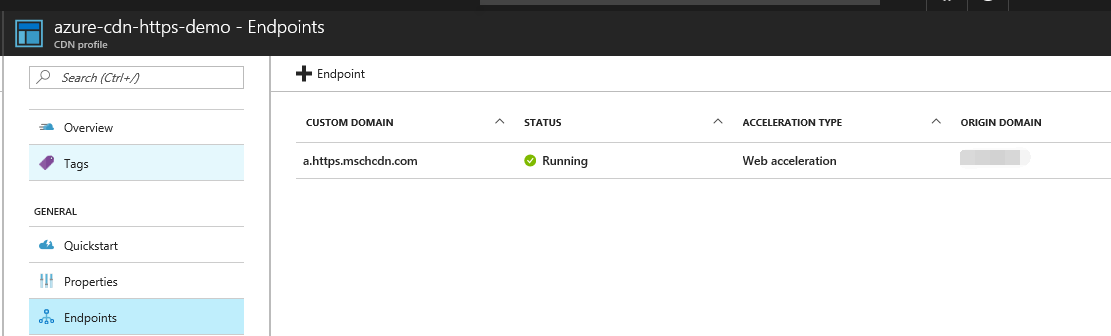 azure-cdn-https-demo - Endpoints
CDN profile
Search (Ctrl+/)
Overview
Tags
GENERAL
Quickstart
Properties
Endpoints
Endpoint
CUSTOM DOMAIN STATUS ACCELERATION TYPE ORIGIN DOMAIN
a.https.mschcdn.com Running Web acceleration